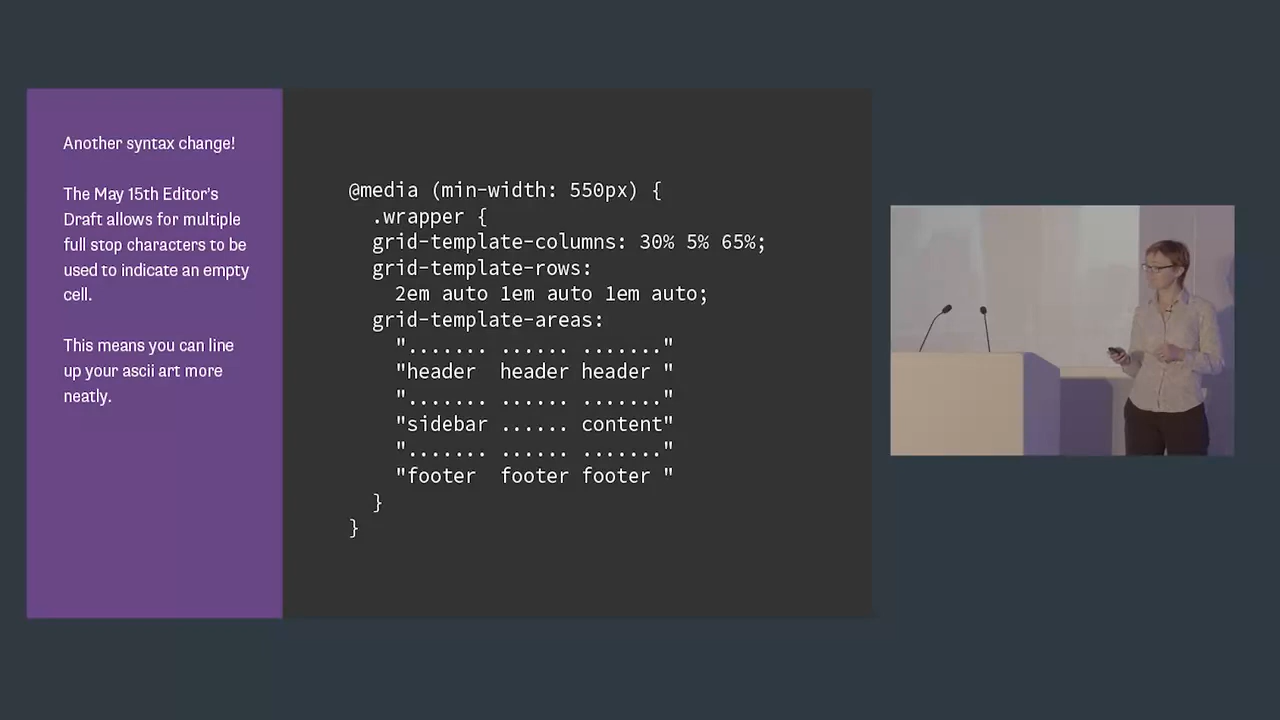 Another syntax change!
The May 15th Editor's
Draft allows for multiple
full stop characters to be
used to indicate an empty
cell.
This means you can line
up your ascii art more
neatly.
@media (min-width: 550px) {
  .wrapper {
  grid-template-columns: 30% 5% 65%;
  grid-template-rows:
    2em auto 1em auto 1em auto;
  grid-template-areas:
    "....... ...... ......."
    "header  header header "
    "....... ...... ......."
    "sidebar ...... content"
    "....... ...... ......."
    "footer  footer footer "
  }
}